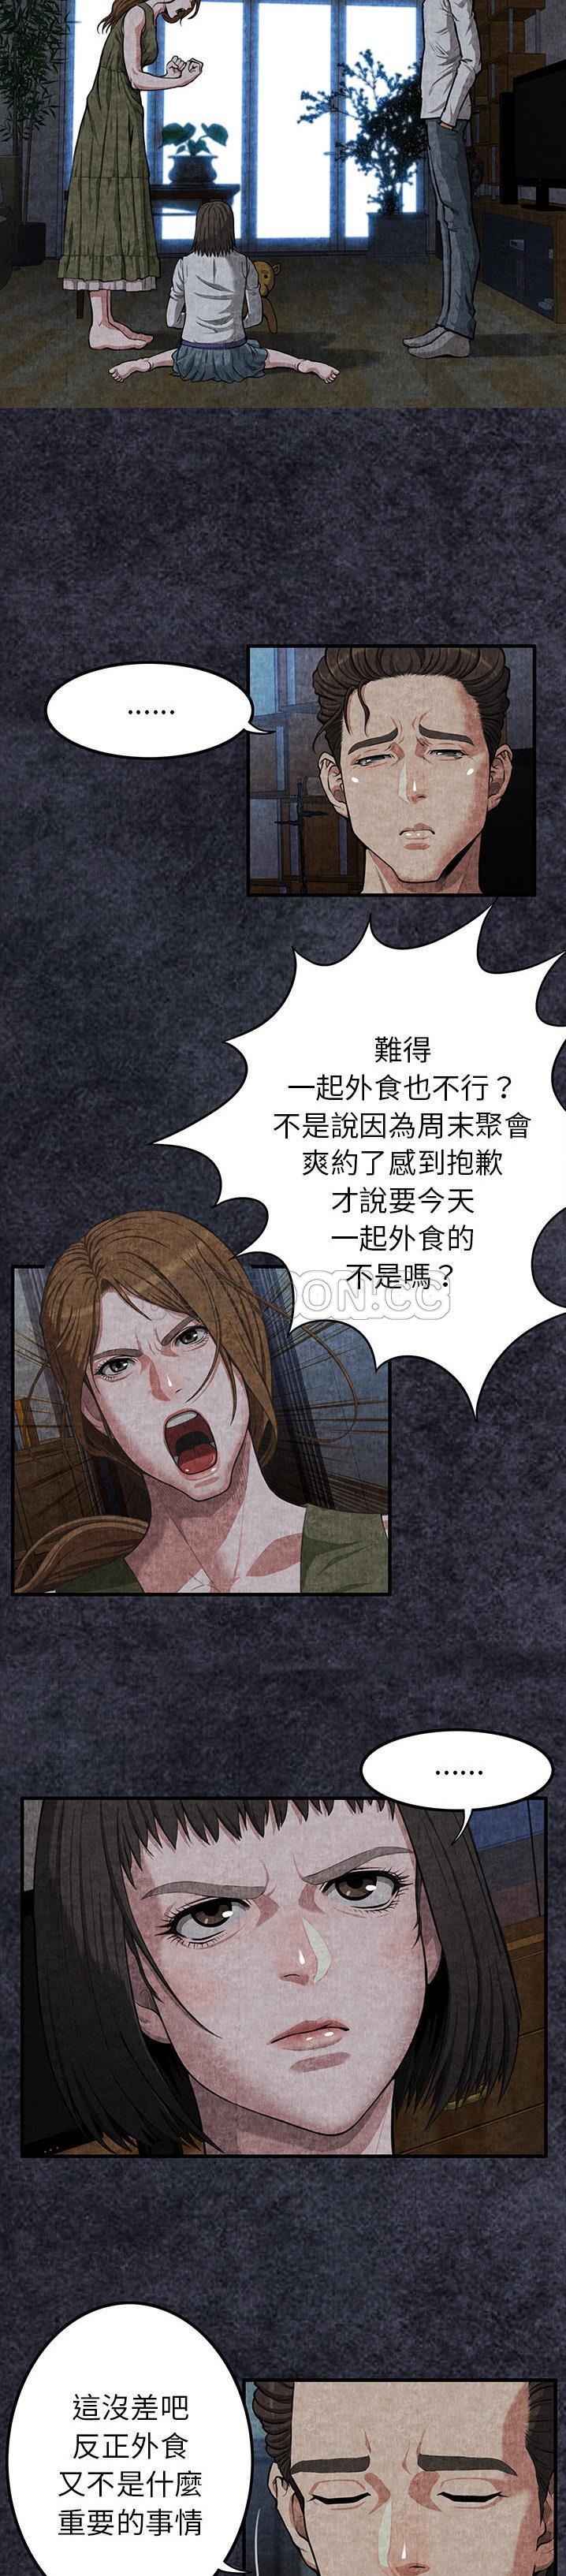 ······
難得
一起外食也不行？
不是說因為周末聚會
爽約了感到抱歉
才說要今天
一起外食的
不是嗎？
TOON.CC
······
這沒差吧
反正外食
又不是什麼
重要的事情